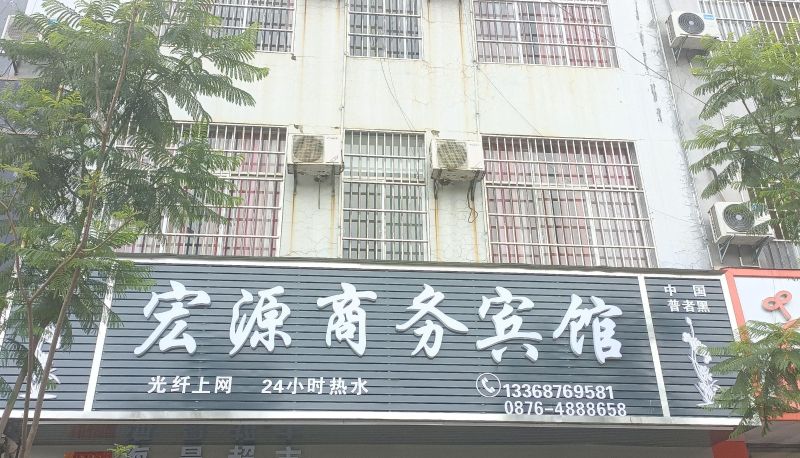 宏源商务宾馆
中国
普者黑
光纤上网 24小时热水
13368769581
0876-4888658